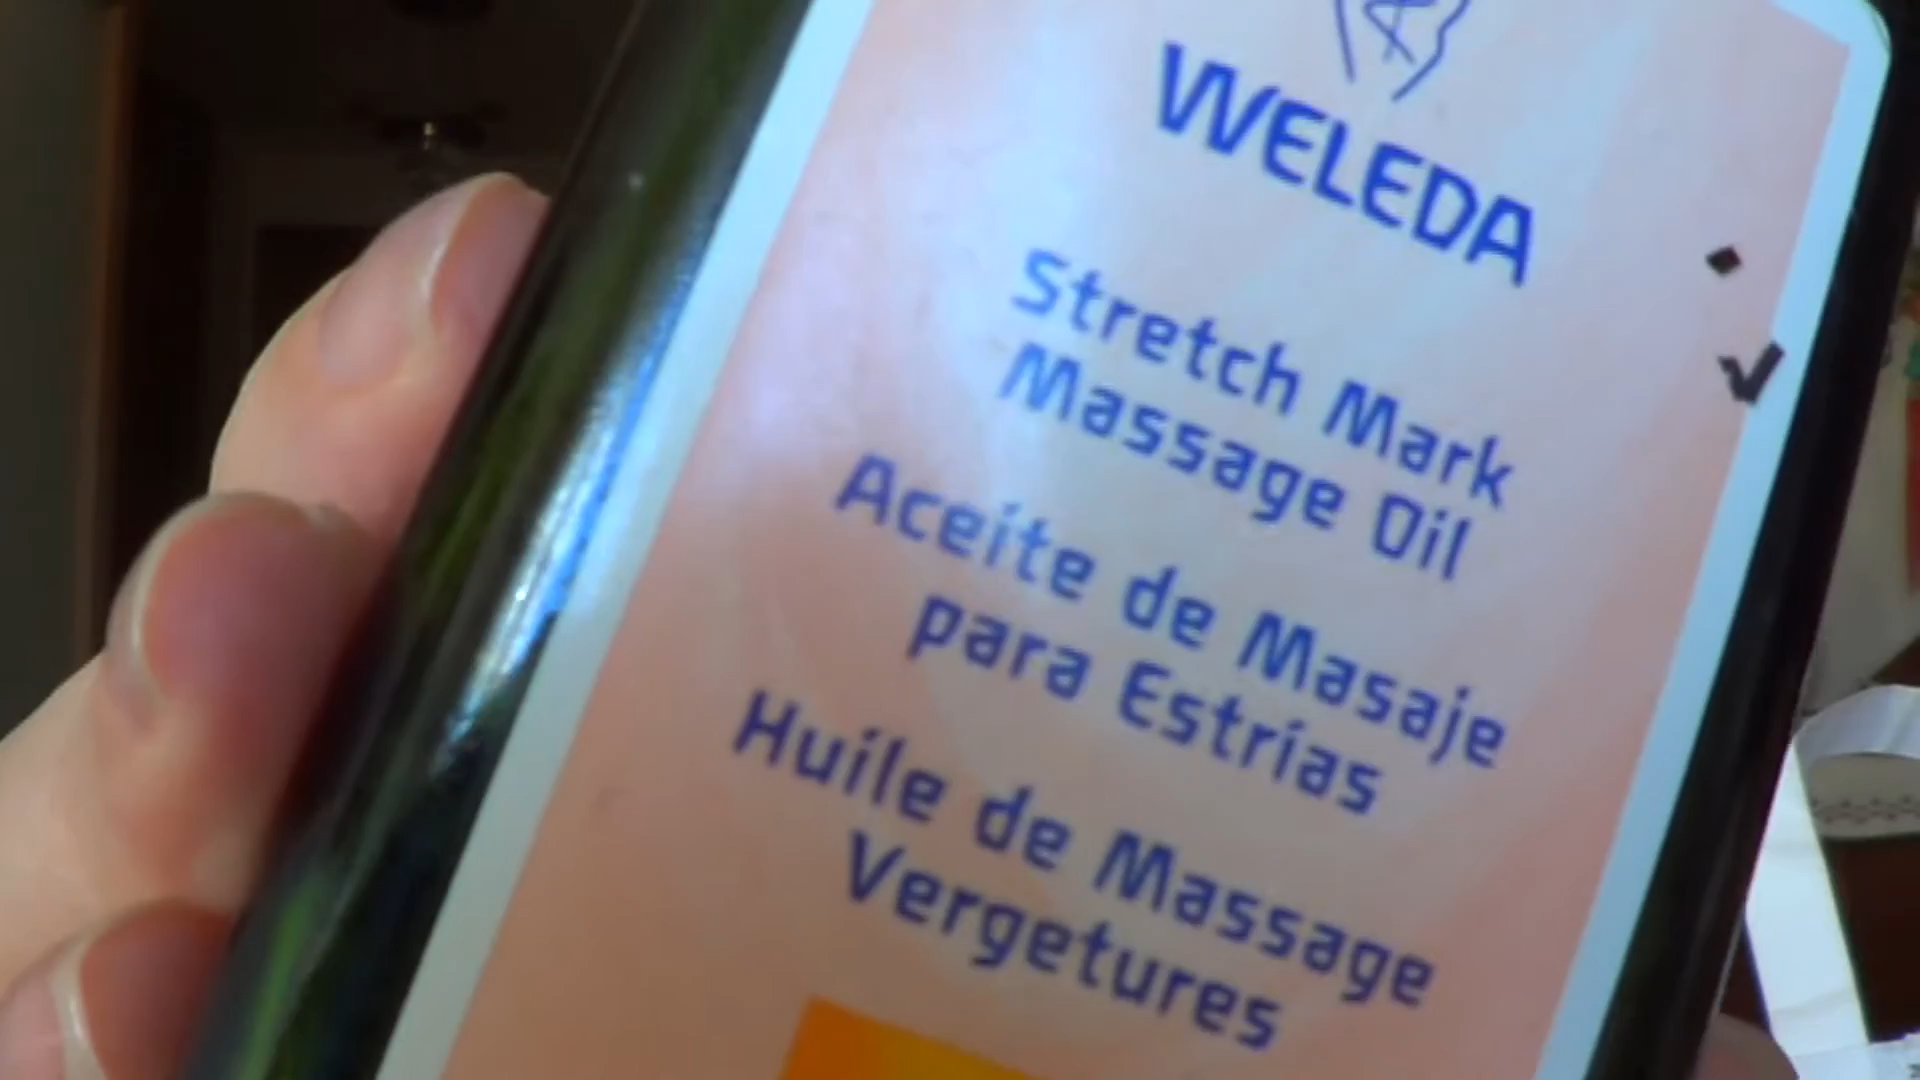 WELEDA
Stretch Mark
Massage Oil
Aceite de Masaje
para Estrías
Huile de Massage
Vergetures